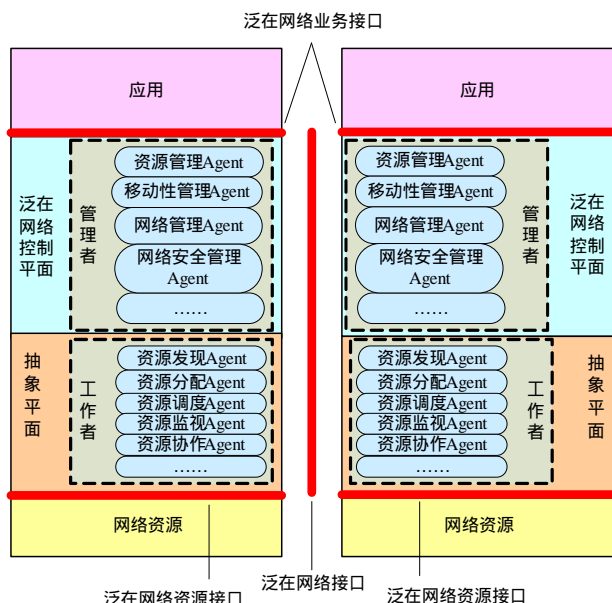 泛在网络业务接口
应用
泛在
网络
控制
平面
管
理
者
资源管理Agent
移动性管理Agent
网络管理Agent
网络安全管理
Agent
……
抽
象
平
面
工
作
者
资源发现Agent
资源分配Agent
资源调度Agent
资源监视Agent
资源协作Agent
……
网络资源
应用
资源管理Agent
移动性管理Agent
网络管理Agent
网络安全管理
Agent
……
管
理
者
泛在
网络
控制
平面
资源发现Agent
资源分配Agent
资源调度Agent
资源监视Agent
资源协作Agent
……
工
作
者
抽
象
平
面
网络资源
泛在网络资源接口
泛在网络接口
泛在网络资源接口